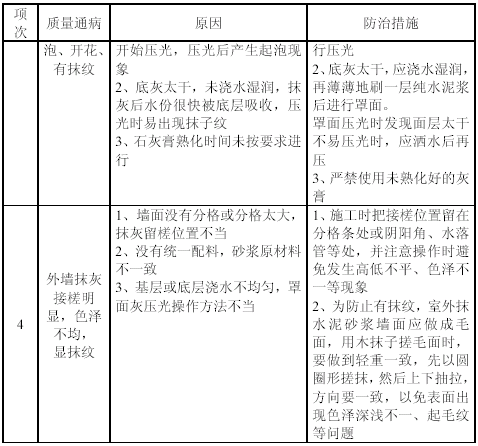 项次
质量通病
原因
防治措施
泡、开花、
有抹纹
开始压光，压光后产生起泡现
象
2、底灰太干，未浇水湿润，抹
灰后水份很快被底层吸收，压
光时易出现抹子纹
3、石灰膏熟化时间未按要求进
行
行压光
2、底灰太干，应浇水湿润，
再薄薄地刷一层纯水泥浆
后进行罩面。
罩面压光时发现面层太干
不易压光时，应洒水后再
压
3、严禁使用未熟化好的灰
膏
4
外墙抹灰
接槎明
显，色泽
不均，
显抹纹
1、墙面没有分格或分格太大，
抹灰留槎位置不当
2、没有统一配料，砂浆原材料
不一致
3、基层或底层浇水不均匀，罩
面灰压光操作方法不当
1、施工时把接槎位置留在
分格条处或阴阳角、水落
管等处，并注意操作时避
免发生高低不平、色泽不
一等现象
2、为防止有抹纹，室外抹
水泥砂浆墙面应做成毛
面，用木抹子搓毛面时，
要做到轻重一致，先以圆
圈形搓抹，然后上下抽拉，
方向要一致，以免表面出
现色泽深浅不一、起毛纹
等问题